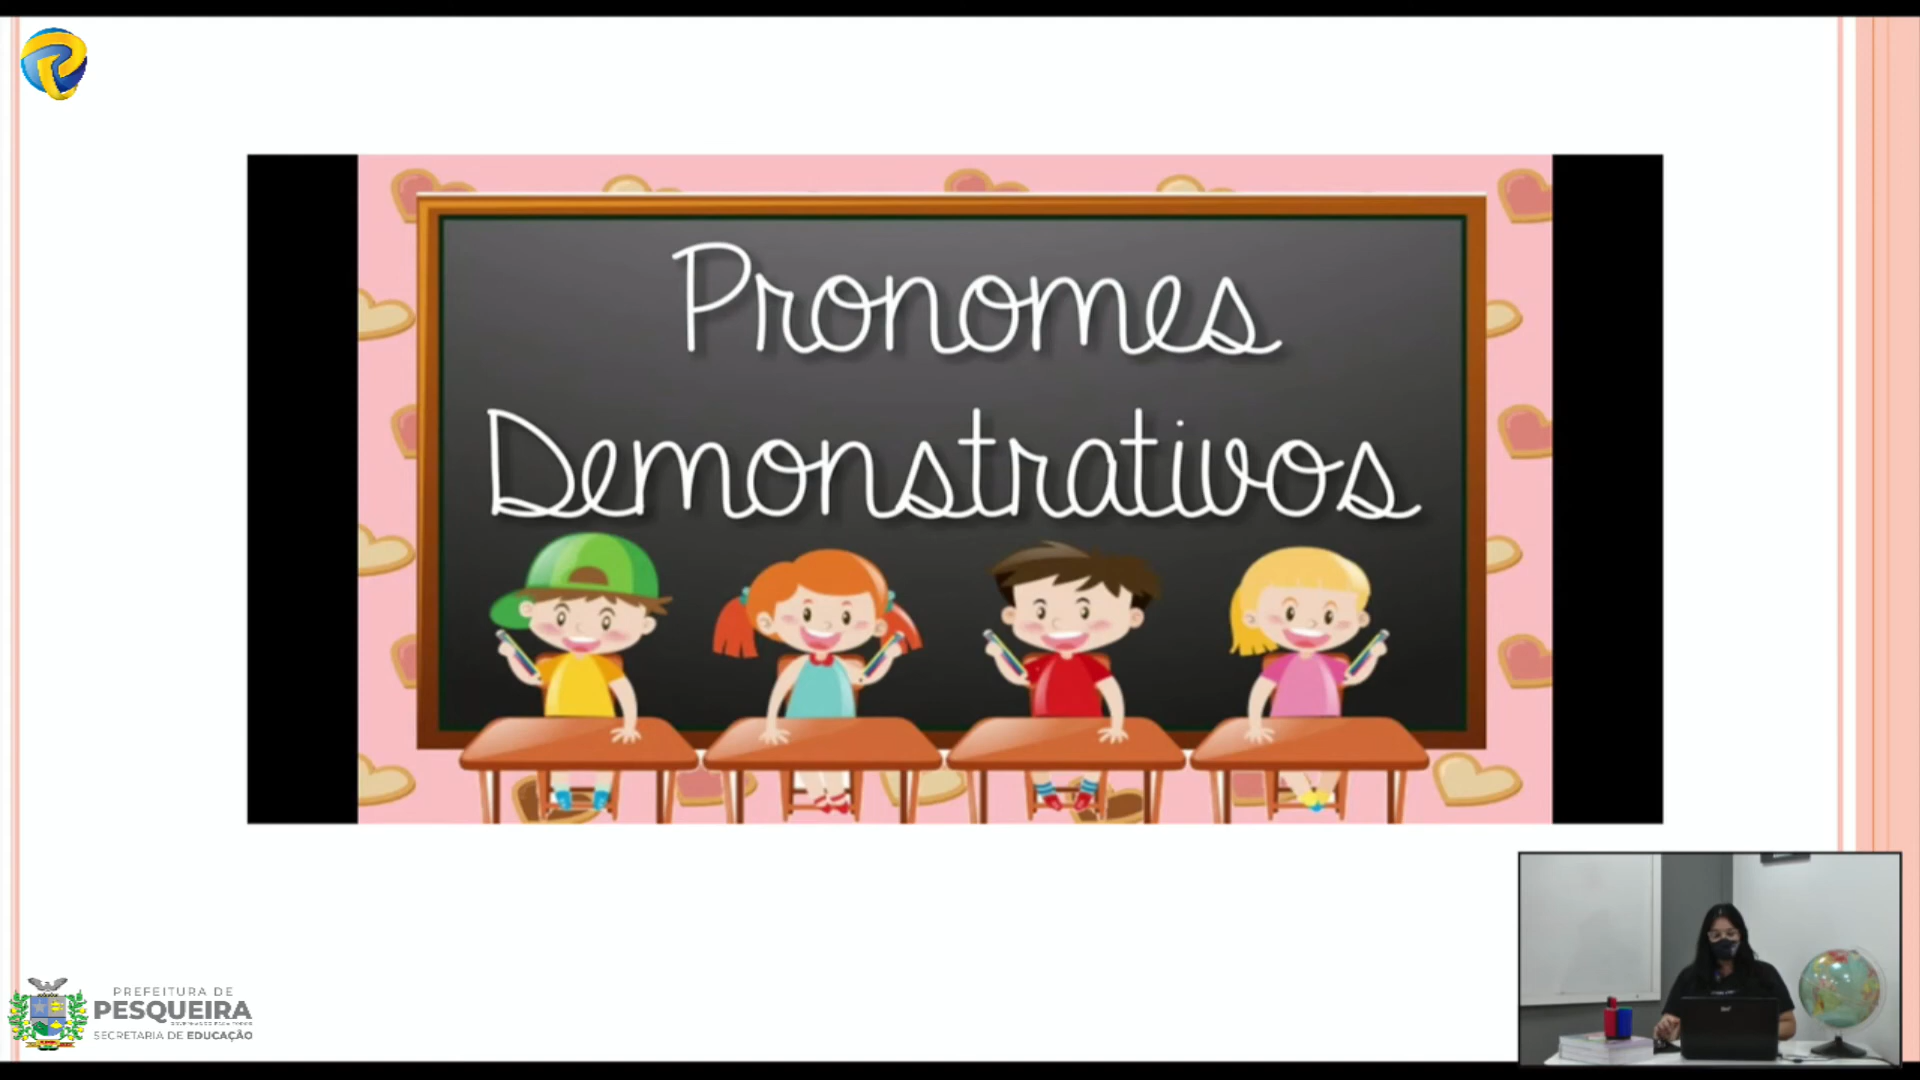 Pronomes
Demonstrativos
PREFEITURA DE
PESQUEIRA
SECRETARIA DE EDUCAÇÃO